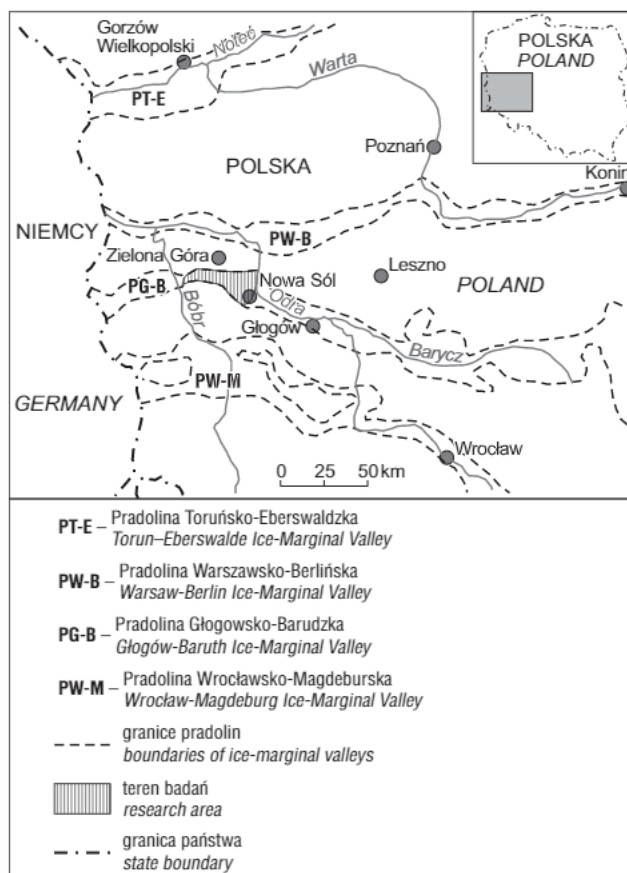 Gorzów
Wielkopolski
Noteć
Warta
POLSKA
POLAND
PT-E
Poznań
POLSKA
Konin
NIEMCY
PW-B
Zielona Góra
Leszno
PG-B
Nowa Sól
POLAND
Bóbr
Odra
Głogów
Barycz
PW-M
GERMANY
Wrocław
0 25 50 km
PT-E – Pradolina Toruńsko-Eberswaldzka
Torun–Eberswalde Ice-Marginal Valley
PW-B – Pradolina Warszawsko-Berlińska
Warsaw-Berlin Ice-Marginal Valley
PG-B – Pradolina Głogowsko-Barudzka
Głogów-Baruth Ice-Marginal Valley
PW-M – Pradolina Wrocławsko-Magdeburska
Wrocław-Magdeburg Ice-Marginal Valley
granice pradolin
boundaries of ice-marginal valleys
teren badań
research area
granica państwa
state boundary